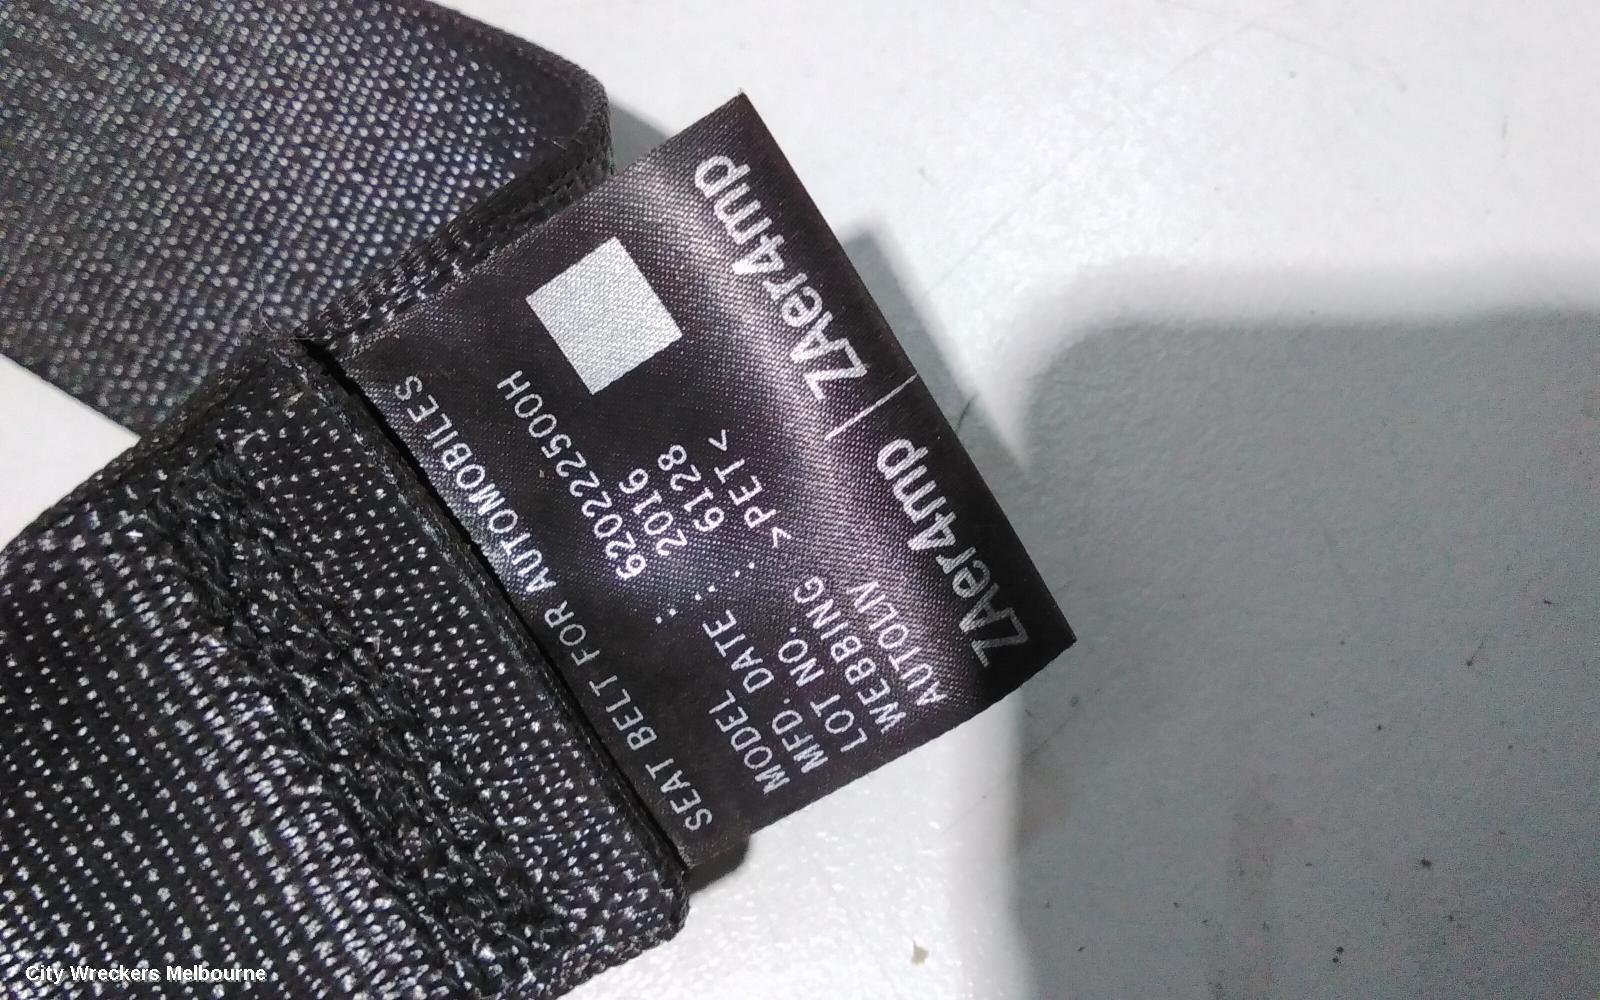 SEAT BELT FOR AUTOMOBILES
MODEL : 620222500H
MFD. DATE : 2016
LOT NO. : 6128
WEBBING : >PET<
AUTOLIV
ZAer4mp | ZAer4mp
City Wreckers Melbourne